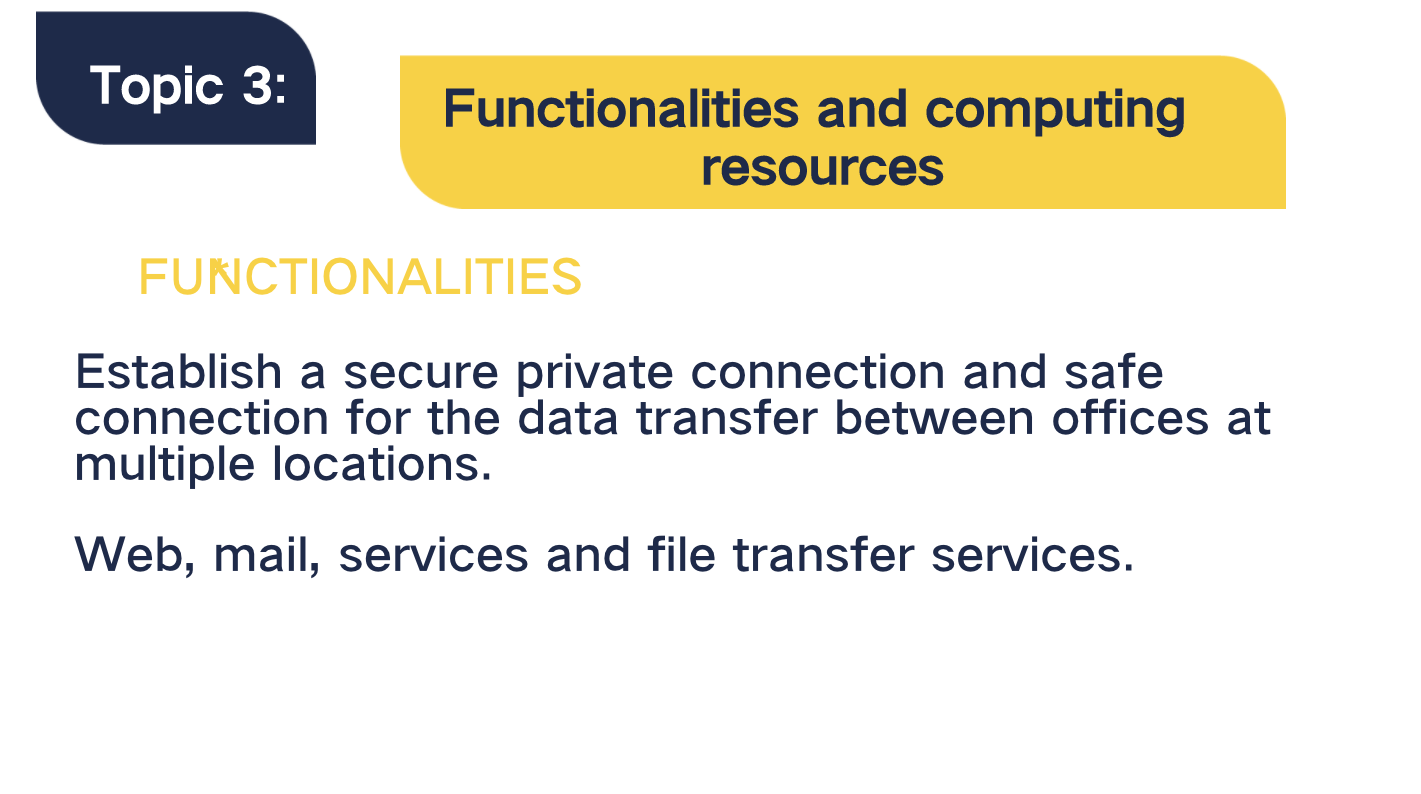 Topic 3:
Functionalities and computing
resources
FUNCTIONALITIES
Establish a secure private connection and safe
connection for the data transfer between offices at
multiple locations.
Web, mail, services and file transfer services.